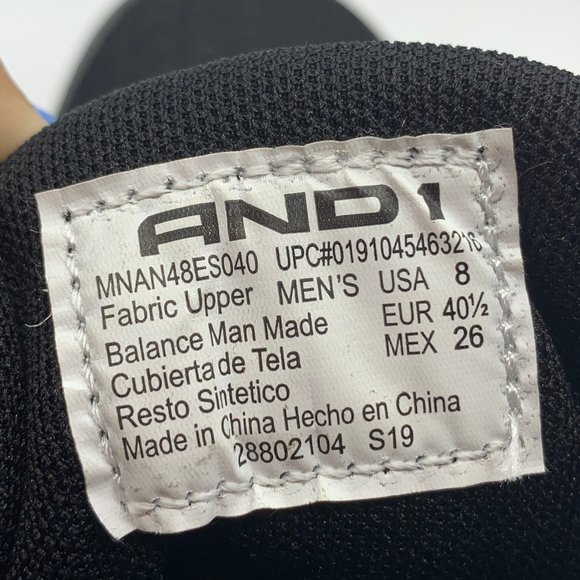 AND1
MNAN48ES040 UPC#0191045463216
Fabric Upper MEN'S USA 8
Balance Man Made EUR 40½
Cubierta de Tela MEX 26
Resto Sintetico
Made in China Hecho en China
28802104 S19